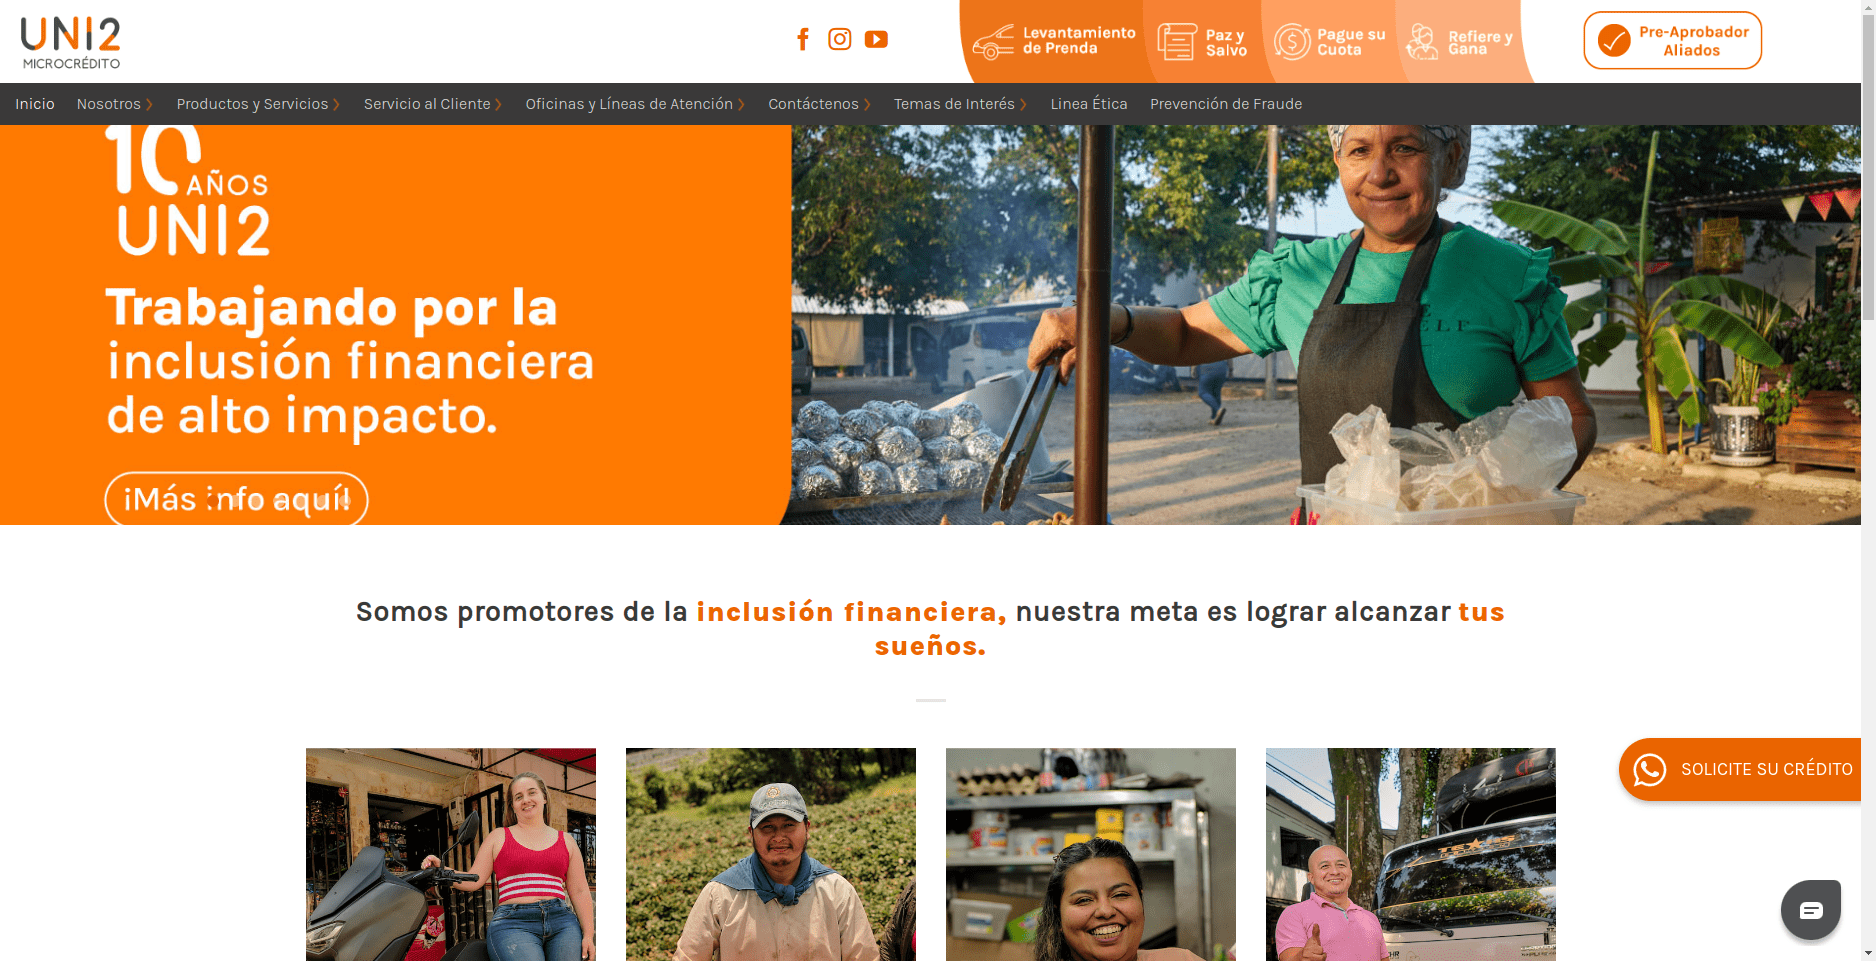 UNI2
MICROCRÉDITO
Levantamiento
de Prenda
Paz y
Salvo
Pague su
Cuota
Refiere y
Gana
Pre-Aprobador
Aliados
Inicio
Nosotros
Productos y Servicios
Servicio al Cliente
Oficinas y Líneas de Atención
Contáctenos
Temas de Interés
Linea Ética
Prevención de Fraude
10
AÑOS
UNI2
Trabajando por la
inclusión financiera
de alto impacto.
¡Más info aquí!
Somos promotores de la inclusión financiera, nuestra meta es lograr alcanzar tus
sueños.
SOLICITE SU CRÉDITO